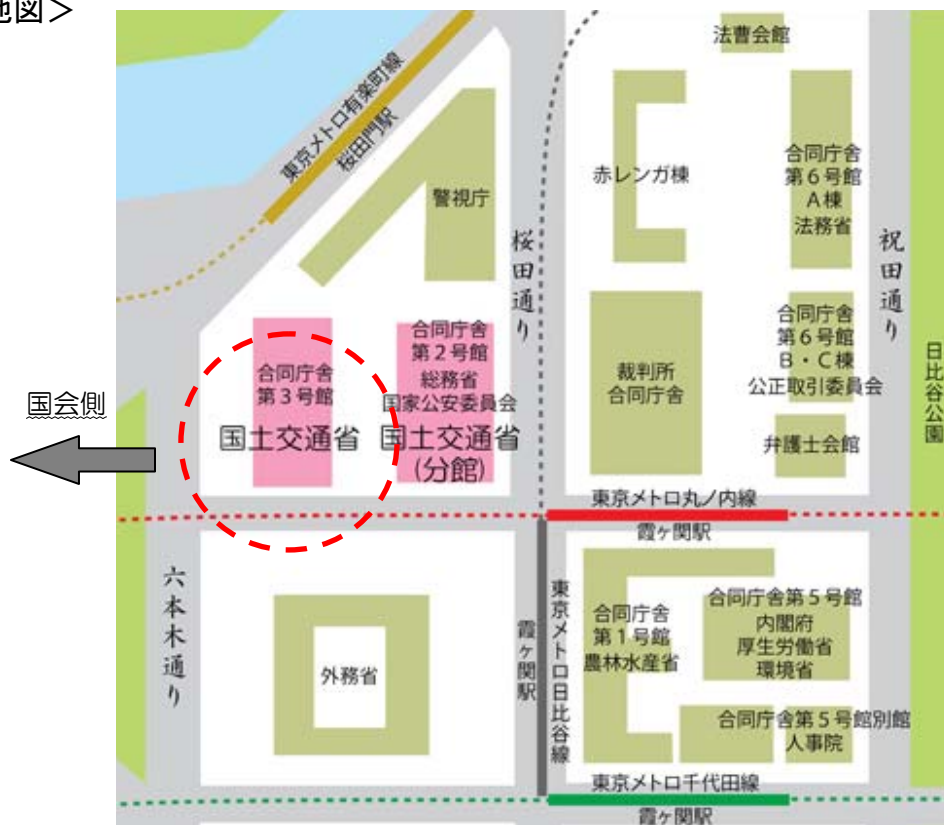 地図＞
法曹会館
東京メトロ有楽町線
桜田門駅
警視庁
赤レンガ棟
合同庁舎
第６号館
Ａ棟
法務省
桜田通り
祝田通り
合同庁舎
第３号館
国土交通省
合同庁舎
第２号館
総務省
国家公安委員会
国土交通省
(分館)
裁判所
合同庁舎
合同庁舎
第６号館
Ｂ・Ｃ棟
公正取引委員会
弁護士会館
日比谷公園
国会側
東京メトロ丸ノ内線
霞ヶ関駅
六本木通り
外務省
霞ヶ関駅
東京メトロ日比谷線
合同庁舎
第１号館
農林水産省
合同庁舎第５号館
内閣府
厚生労働省
環境省
合同庁舎第５号館別館
人事院
東京メトロ千代田線
霞ヶ関駅